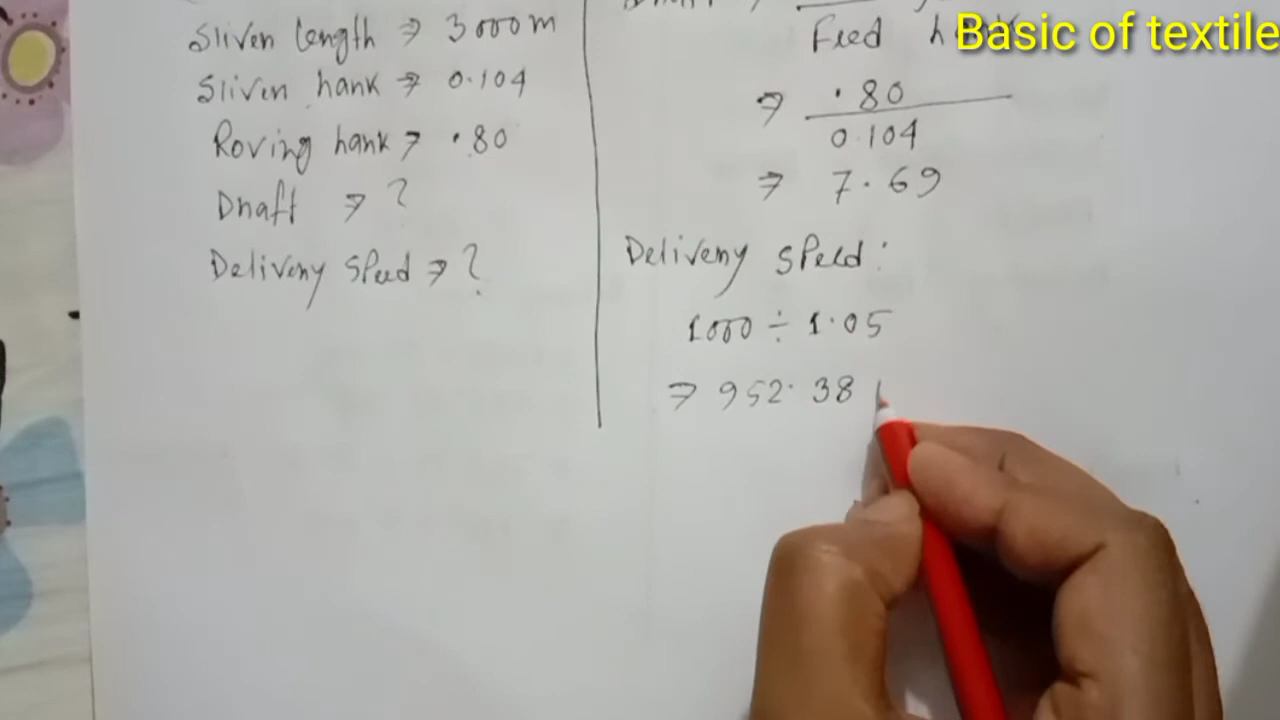 Sliver length ⇒ 3000m
Sliver hank ⇒ 0.104
Roving hank ⇒ .80
Draft ⇒ ?
Delivery speed ⇒ ?
Feed
⇒ .80
0.104
⇒ 7.69
Delivery speed:
1000 ÷ 1.05
⇒ 952.38
Basic of textile